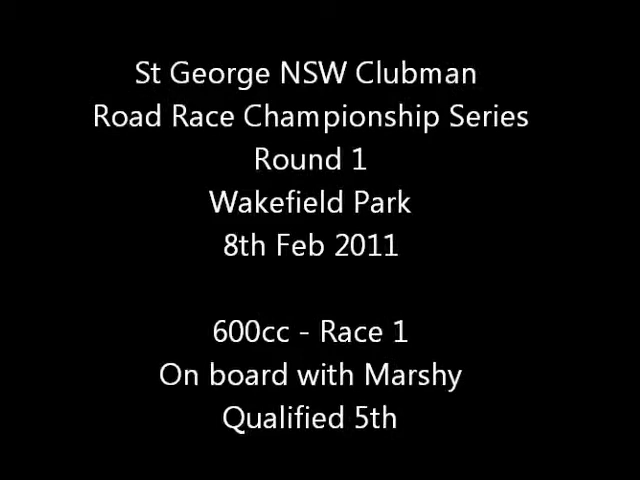 St George NSW Clubman
Road Race Championship Series
Round 1
Wakefield Park
8th Feb 2011
600cc - Race 1
On board with Marshy
Qualified 5th